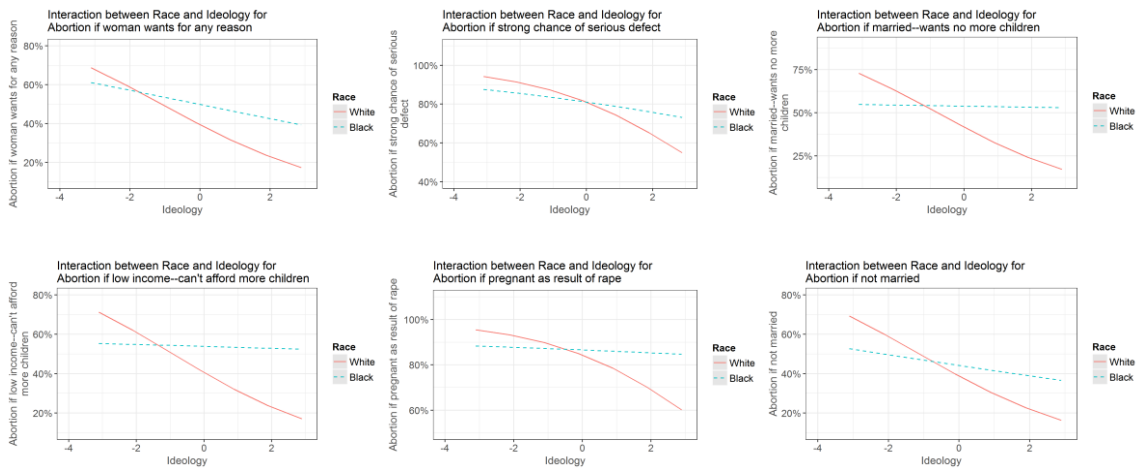 Interaction between Race and Ideology for
Abortion if woman wants for any reason
Abortion if woman wants for any reason
80%
60%
40%
20%
-4
-2
0
2
Ideology
Race
White
Black
Interaction between Race and Ideology for
Abortion if strong chance of serious defect
Abortion if strong chance of serious
defect
100%
80%
60%
40%
-4
-2
0
2
Ideology
Race
White
Black
Interaction between Race and Ideology for
Abortion if married--wants no more children
Abortion if married--wants no more
children
75%
50%
25%
-4
-2
0
2
Ideology
Race
White
Black
Interaction between Race and Ideology for
Abortion if low income--can't afford more children
Abortion if low income--can't afford
more children
80%
60%
40%
20%
-4
-2
0
2
Ideology
Race
White
Black
Interaction between Race and Ideology for
Abortion if pregnant as result of rape
Abortion if pregnant as result of rape
100%
80%
60%
-4
-2
0
2
Ideology
Race
White
Black
Interaction between Race and Ideology for
Abortion if not married
Abortion if not married
80%
60%
40%
20%
-4
-2
0
2
Ideology
Race
White
Black